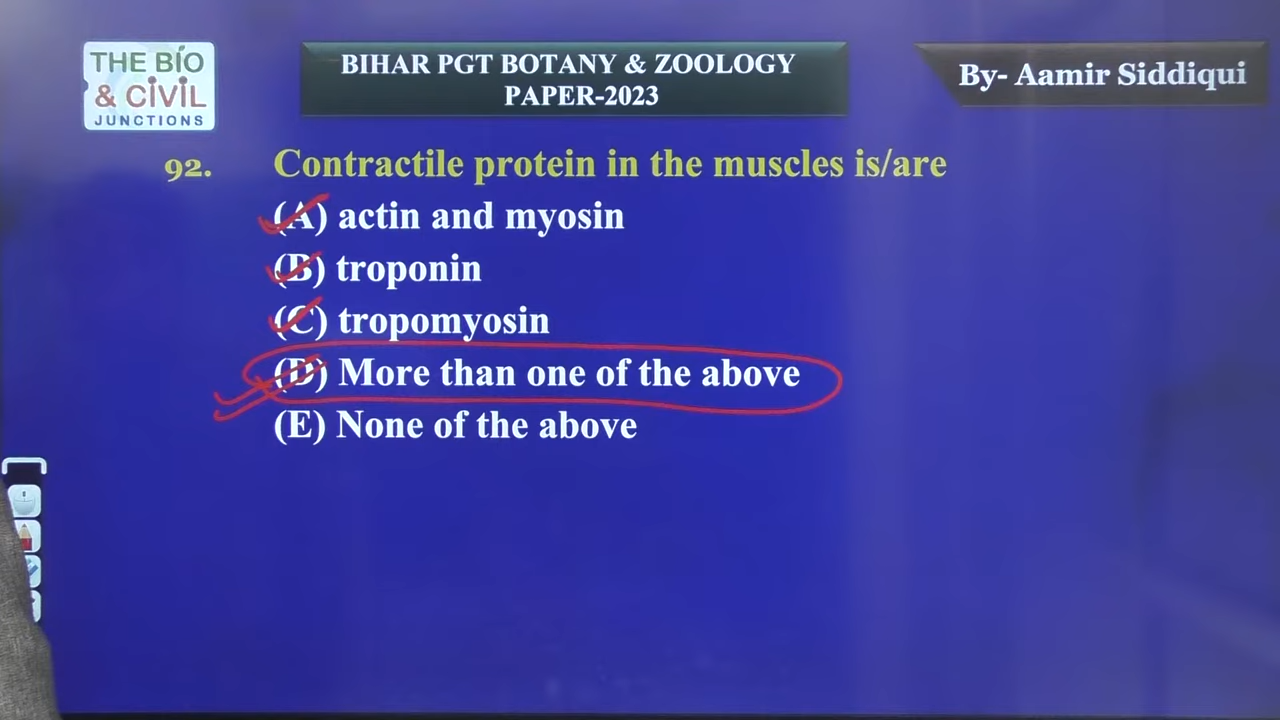 THE BIO
& CIVIL
JUNCTIONS
BIHAR PGT BOTANY & ZOOLOGY
PAPER-2023
By- Aamir Siddiqui
92. Contractile protein in the muscles is/are
(A) actin and myosin
(B) troponin
(C) tropomyosin
(D) More than one of the above
(E) None of the above